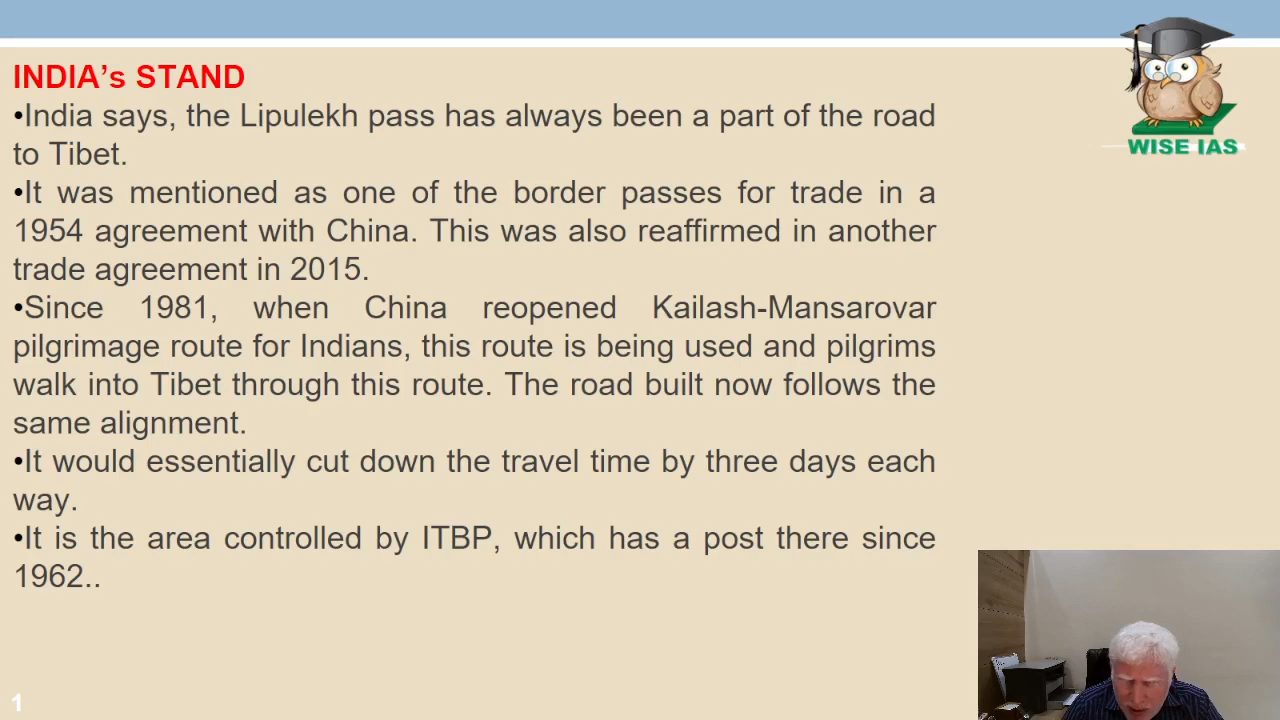 INDIA's STAND
•India says, the Lipulekh pass has always been a part of the road
to Tibet.
•It was mentioned as one of the border passes for trade in a
1954 agreement with China. This was also reaffirmed in another
trade agreement in 2015.
•Since 1981, when China reopened Kailash-Mansarovar
pilgrimage route for Indians, this route is being used and pilgrims
walk into Tibet through this route. The road built now follows the
same alignment.
•It would essentially cut down the travel time by three days each
way.
•It is the area controlled by ITBP, which has a post there since
1962..
WISE IAS
1